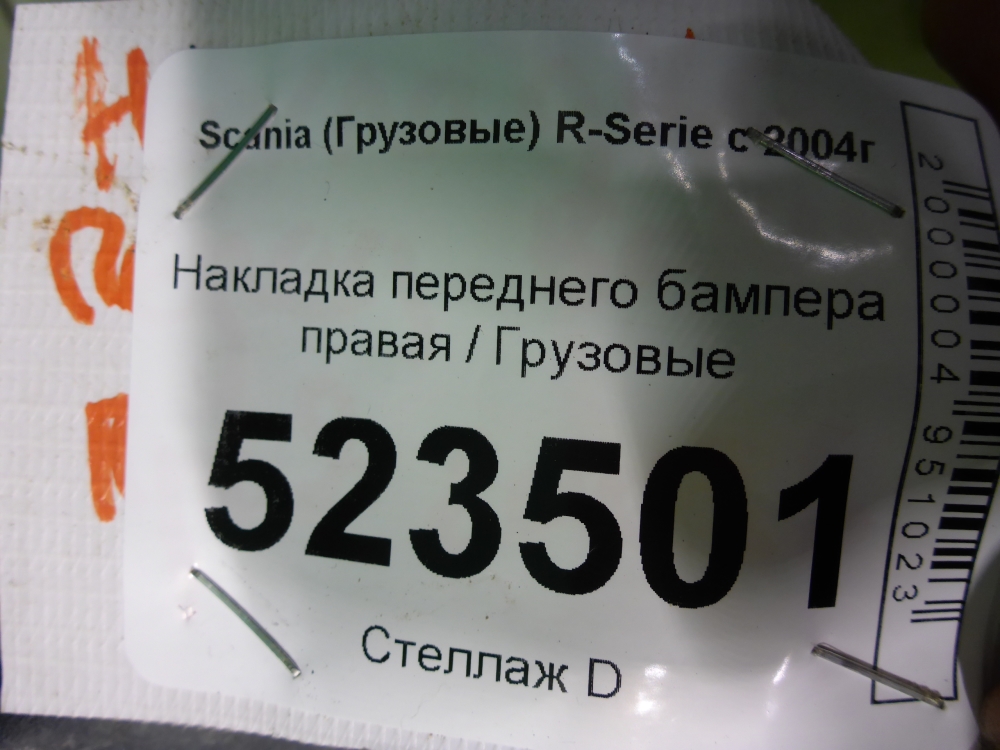 Scania (Грузовые) R-Serie с 2004г
Накладка переднего бампера
правая / Грузовые
523501
Стеллаж D
2000004951023